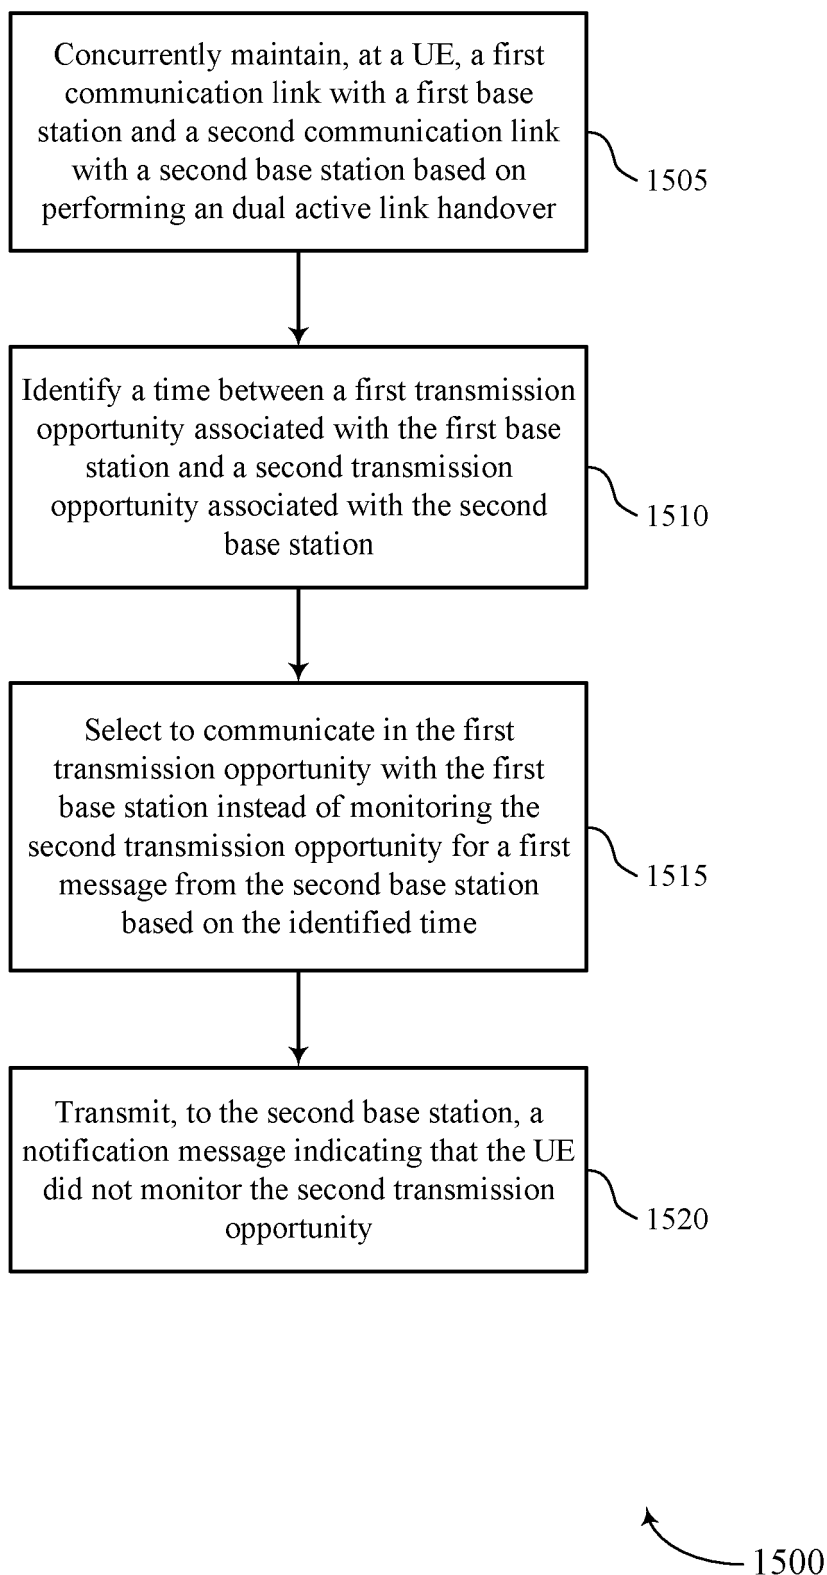 Concurrently maintain, at a UE, a first
communication link with a first base
station and a second communication link
with a second base station based on
performing an dual active link handover
1505
Identify a time between a first transmission
opportunity associated with the first base
station and a second transmission
opportunity associated with the second
base station
1510
Select to communicate in the first
transmission opportunity with the first
base station instead of monitoring the
second transmission opportunity for a first
message from the second base station
based on the identified time
1515
Transmit, to the second base station, a
notification message indicating that the UE
did not monitor the second transmission
opportunity
1520
1500